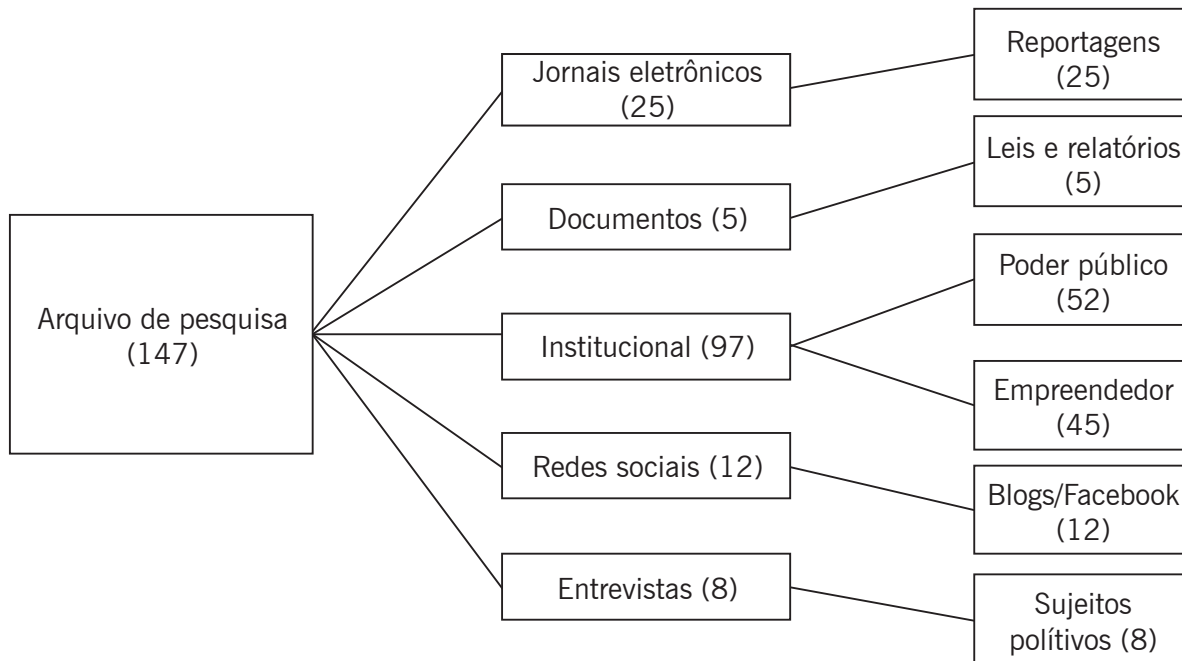 Arquivo de pesquisa
(147)
Jornais eletrônicos
(25)
Documentos (5)
Institucional (97)
Redes sociais (12)
Entrevistas (8)
Reportagens
(25)
Leis e relatórios
(5)
Poder público
(52)
Empreendedor
(45)
Blogs/Facebook
(12)
Sujeitos
polítivos (8)